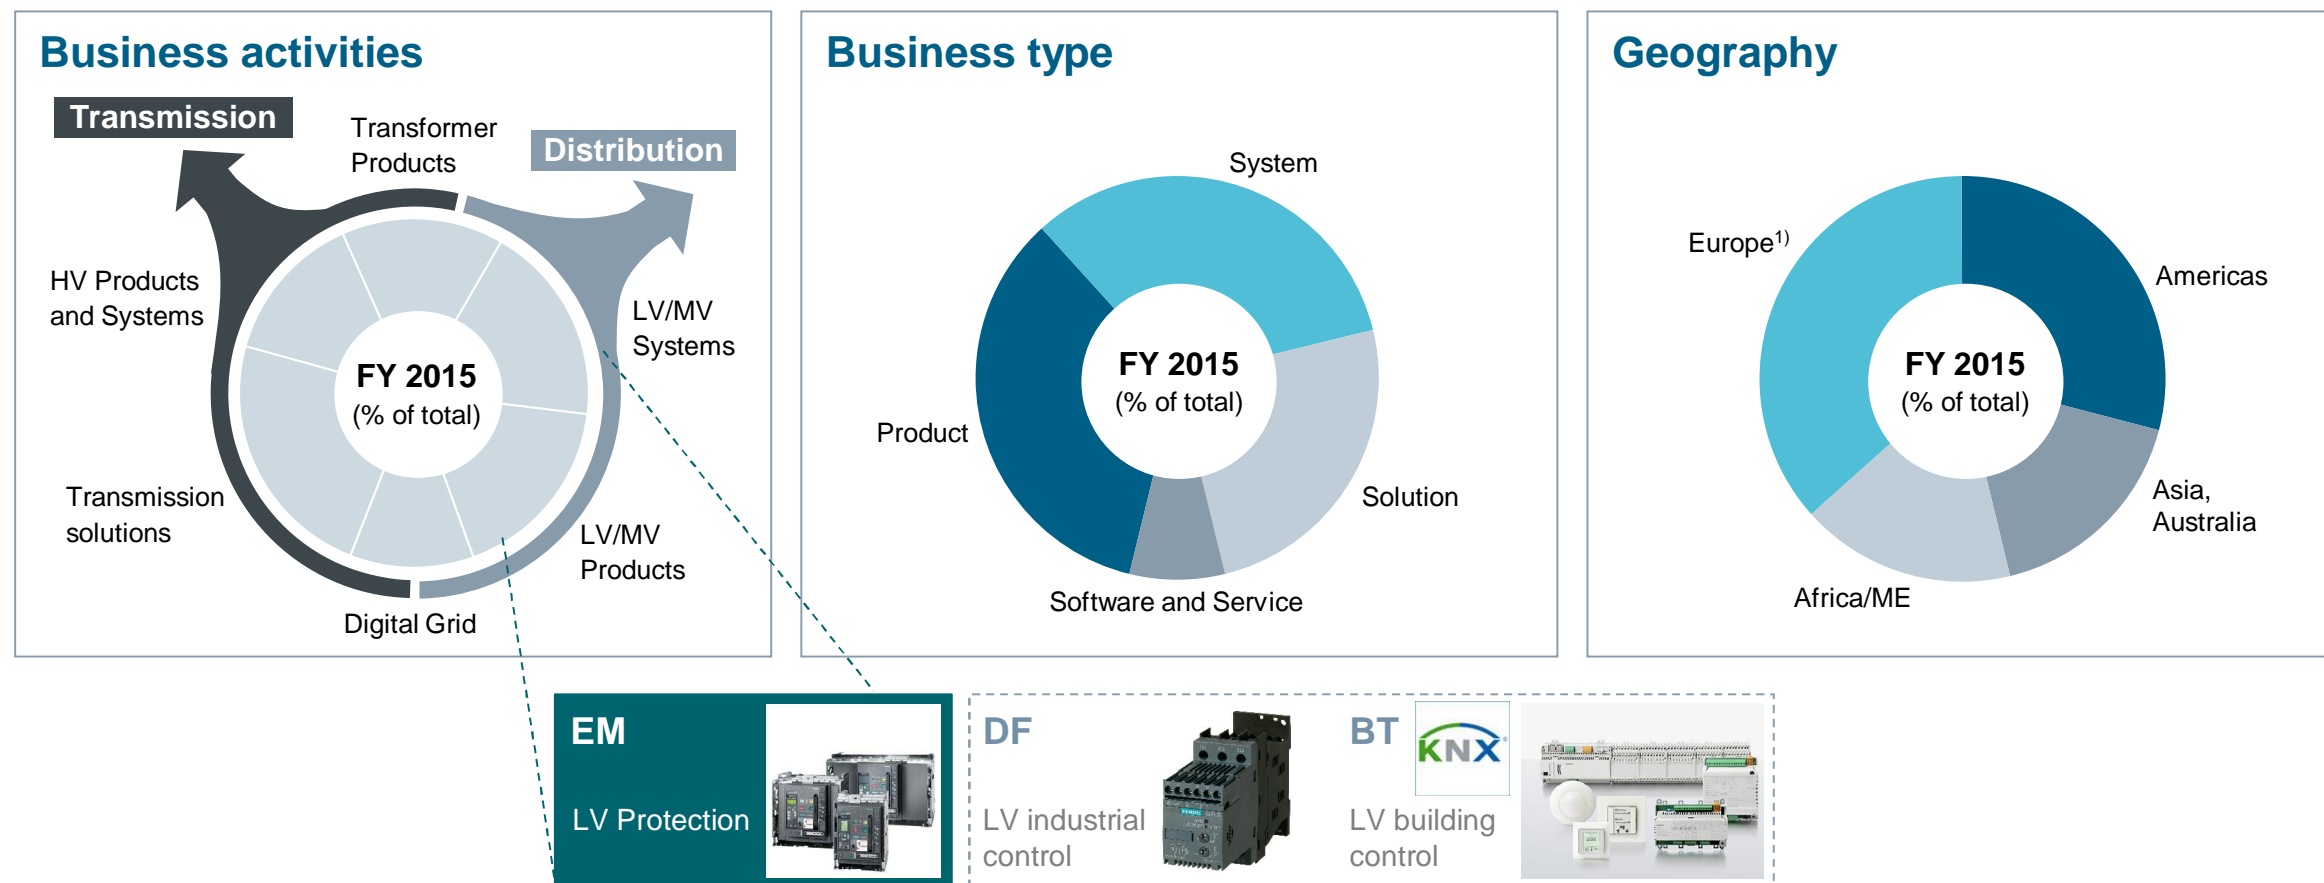 Business activities
Transmission
Transformer
Products
Distribution
HV Products
and Systems
LV/MV
Systems
FY 2015
(% of total)
Transmission
solutions
LV/MV
Products
Digital Grid
Business type
System
FY 2015
(% of total)
Product
Solution
Software and Service
Geography
Europe1)
Americas
FY 2015
(% of total)
Asia,
Australia
Africa/ME
EM
LV Protection
DF
LV industrial
control
SIEMENS
BT
KNX
LV building
control